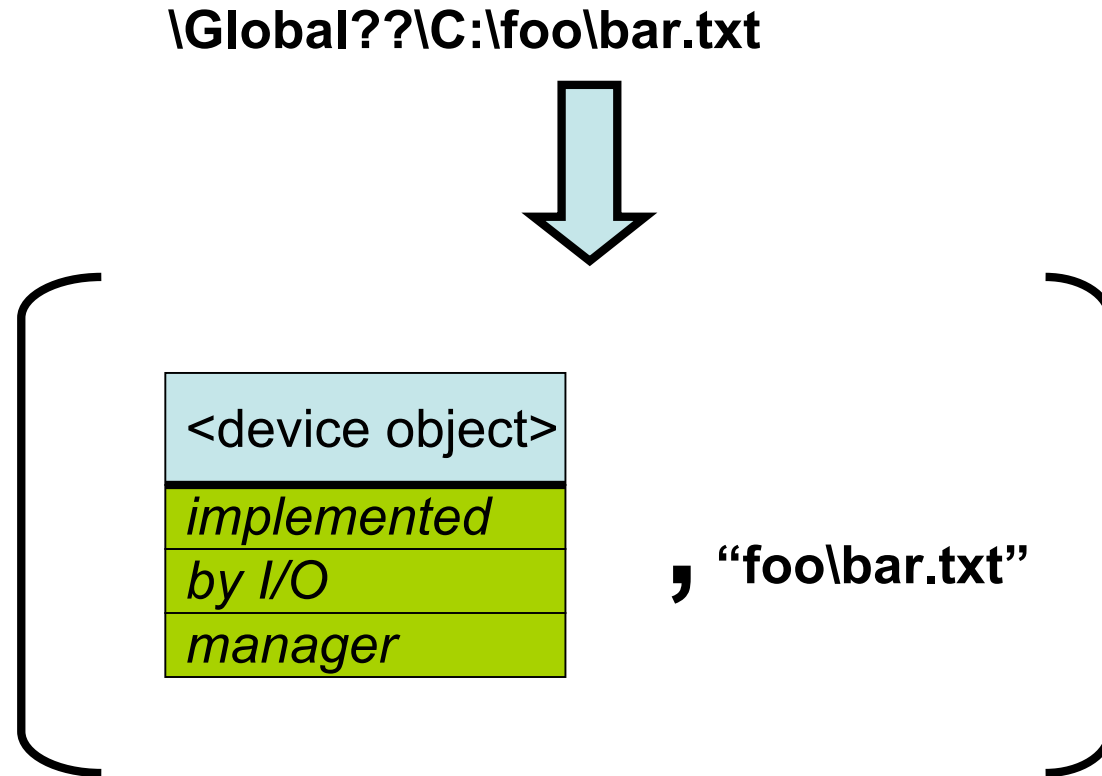 \Global??\C:\foo\bar.txt
<device object>
implemented
by I/O
manager
, “foo\bar.txt”